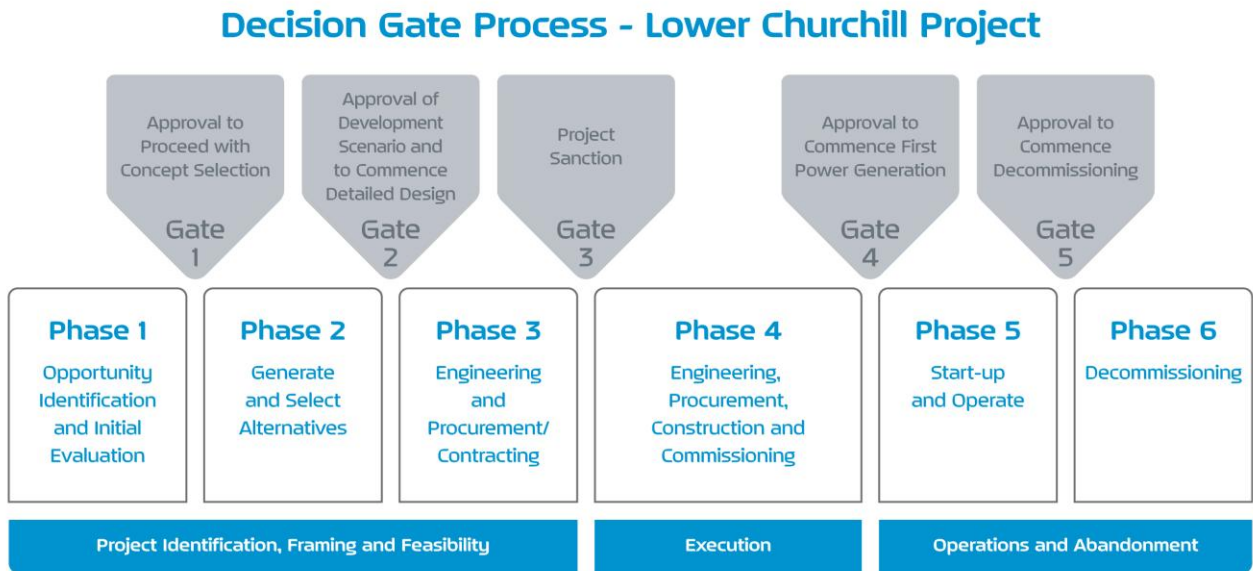 Decision Gate Process - Lower Churchill Project
Approval to
Proceed with
Concept Selection
Gate
1
Approval of
Development
Scenario and
to Commence
Detailed Design
Gate
2
Project
Sanction
Gate
3
Approval to
Commence First
Power Generation
Gate
4
Approval to
Commence
Decommissioning
Gate
5
Phase 1
Opportunity
Identification
and Initial
Evaluation
Phase 2
Generate
and Select
Alternatives
Phase 3
Engineering
and
Procurement/
Contracting
Phase 4
Engineering,
Procurement,
Construction and
Commissioning
Phase 5
Start-up
and Operate
Phase 6
Decommissioning
Project Identification, Framing and Feasibility
Execution
Operations and Abandonment